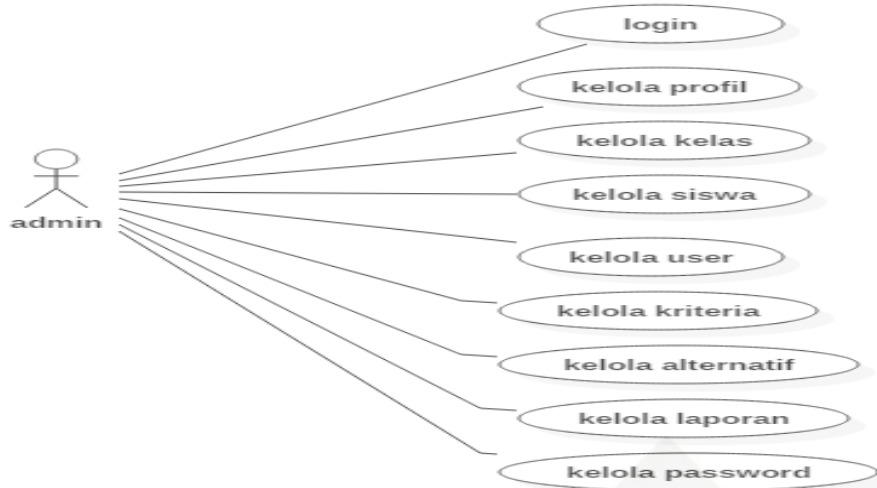 login
kelola profil
kelola kelas
kelola siswa
admin
kelola user
kelola kriteria
kelola alternatif
kelola laporan
kelola password